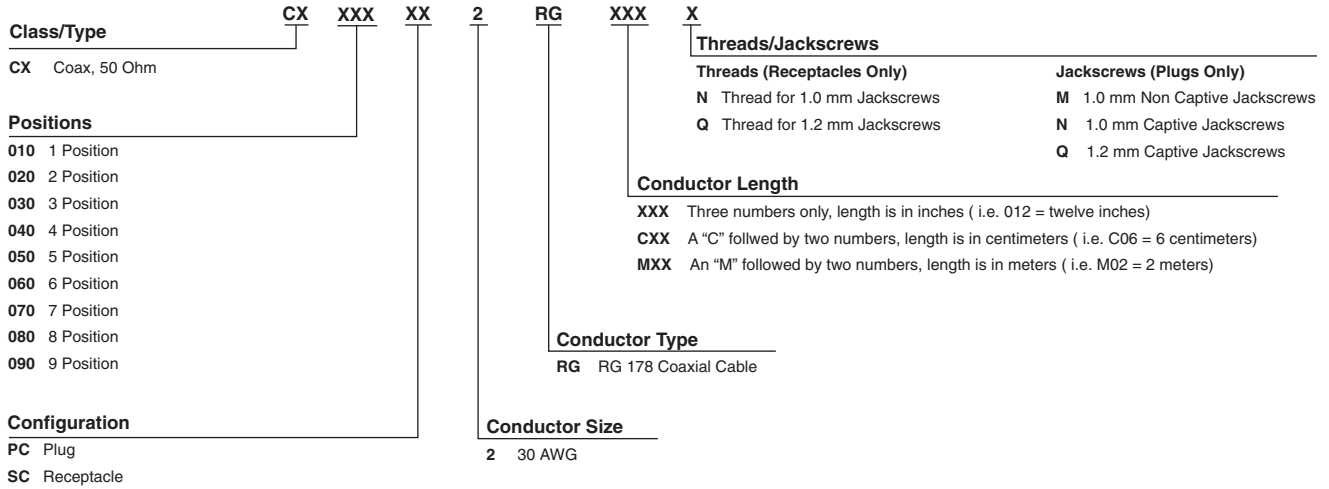 CX XXX XX 2 RG XXX X
Class/Type
CX Coax, 50 Ohm
Positions
010 1 Position
020 2 Position
030 3 Position
040 4 Position
050 5 Position
060 6 Position
070 7 Position
080 8 Position
090 9 Position
Configuration
PC Plug
SC Receptacle
Conductor Size
2 30 AWG
Conductor Type
RG RG 178 Coaxial Cable
Conductor Length
XXX Three numbers only, length is in inches ( i.e. 012 = twelve inches)
CXX A “C” follwed by two numbers, length is in centimeters ( i.e. C06 = 6 centimeters)
MXX An “M” followed by two numbers, length is in meters ( i.e. M02 = 2 meters)
Threads/Jackscrews
Threads (Receptacles Only)
N Thread for 1.0 mm Jackscrews
Q Thread for 1.2 mm Jackscrews
Jackscrews (Plugs Only)
M 1.0 mm Non Captive Jackscrews
N 1.0 mm Captive Jackscrews
Q 1.2 mm Captive Jackscrews